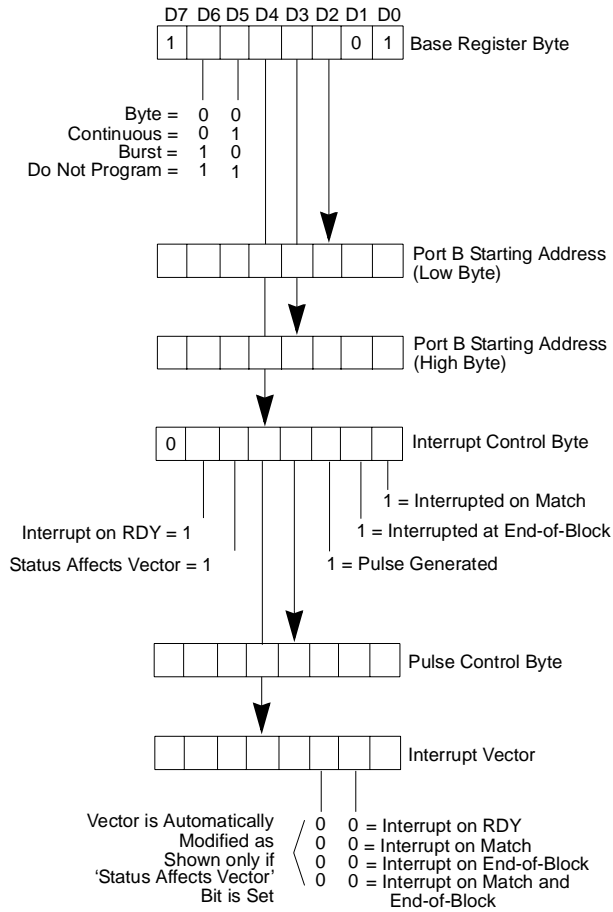 D7 D6 D5 D4 D3 D2 D1 D0
1 0 1 Base Register Byte
Byte = 0 0
Continuous = 0 1
Burst = 1 0
Do Not Program = 1 1
Port B Starting Address
(Low Byte)
Port B Starting Address
(High Byte)
0 Interrupt Control Byte
1 = Interrupted on Match
Interrupt on RDY = 1
1 = Interrupted at End-of-Block
Status Affects Vector = 1
1 = Pulse Generated
Pulse Control Byte
Interrupt Vector
Vector is Automatically
Modified as
Shown only if
‘Status Affects Vector’
Bit is Set
0 0 = Interrupt on RDY
0 0 = Interrupt on Match
0 0 = Interrupt on End-of-Block
0 0 = Interrupt on Match and
End-of-Block